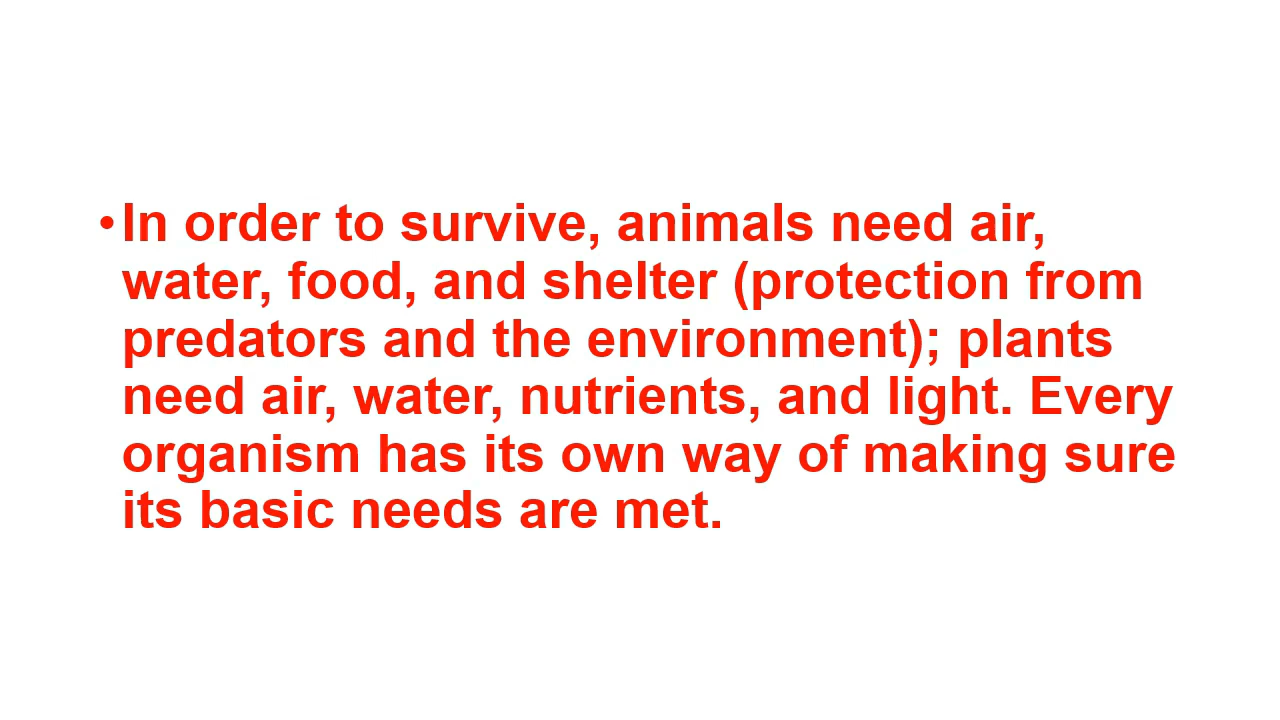 •In order to survive, animals need air,
water, food, and shelter (protection from
predators and the environment); plants
need air, water, nutrients, and light. Every
organism has its own way of making sure
its basic needs are met.